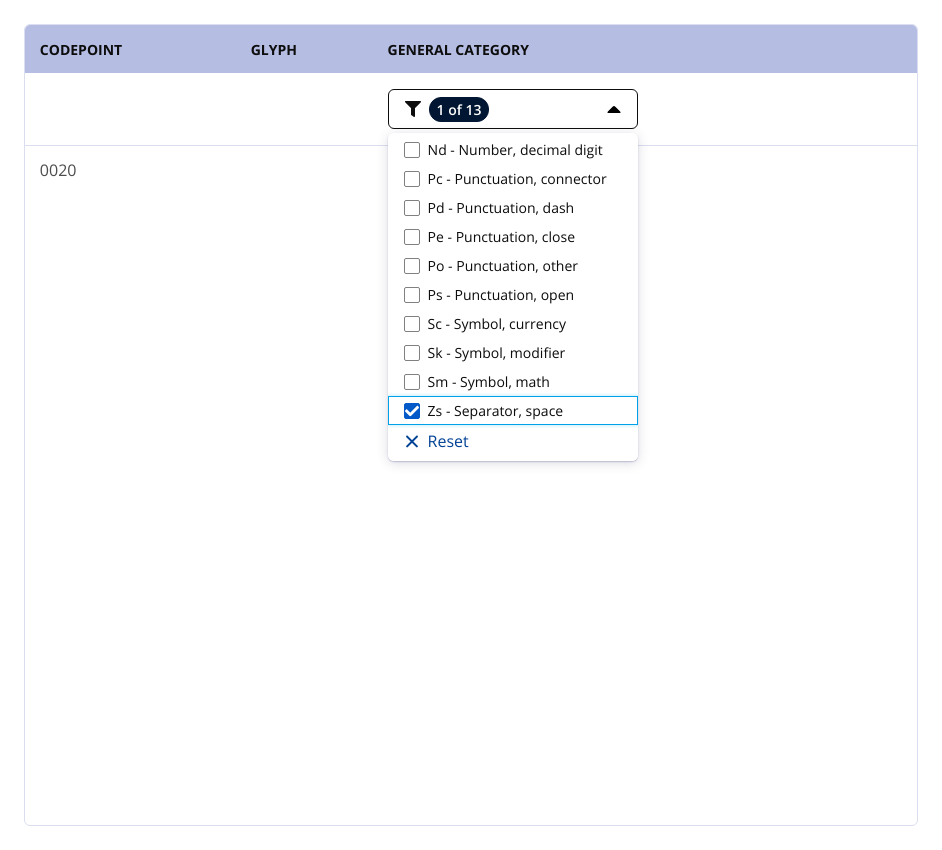 CODEPOINT GLYPH GENERAL CATEGORY
1 of 13
0020
Nd - Number, decimal digit
Pc - Punctuation, connector
Pd - Punctuation, dash
Pe - Punctuation, close
Po - Punctuation, other
Ps - Punctuation, open
Sc - Symbol, currency
Sk - Symbol, modifier
Sm - Symbol, math
Zs - Separator, space
Reset